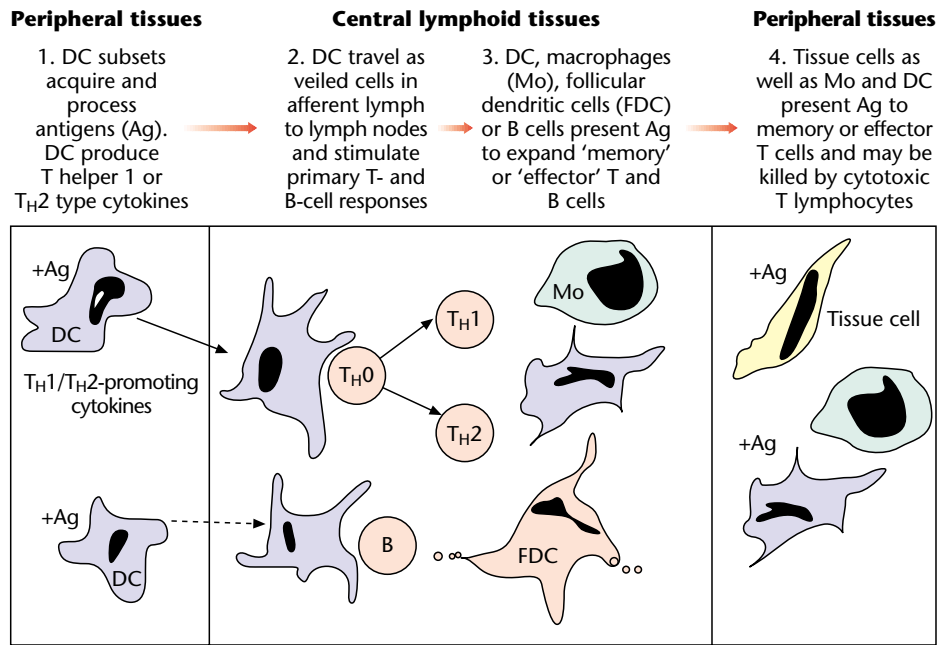 Peripheral tissues
Central lymphoid tissues
Peripheral tissues
1. DC subsets
acquire and
process
antigens (Ag).
DC produce
T helper 1 or
TH2 type cytokines
2. DC travel as
veiled cells in
afferent lymph
to lymph nodes
and stimulate
primary T- and
B-cell responses
3. DC, macrophages
(Mo), follicular
dendritic cells (FDC)
or B cells present Ag
to expand ‘memory’
or ‘effector’ T and
B cells
4. Tissue cells as
well as Mo and DC
present Ag to
memory or effector
T cells and may be
killed by cytotoxic
T lymphocytes
+Ag
DC
TH1/TH2-promoting
cytokines
+Ag
DC
TH0
TH1
TH2
B
Mo
FDC
+Ag
Tissue cell
+Ag